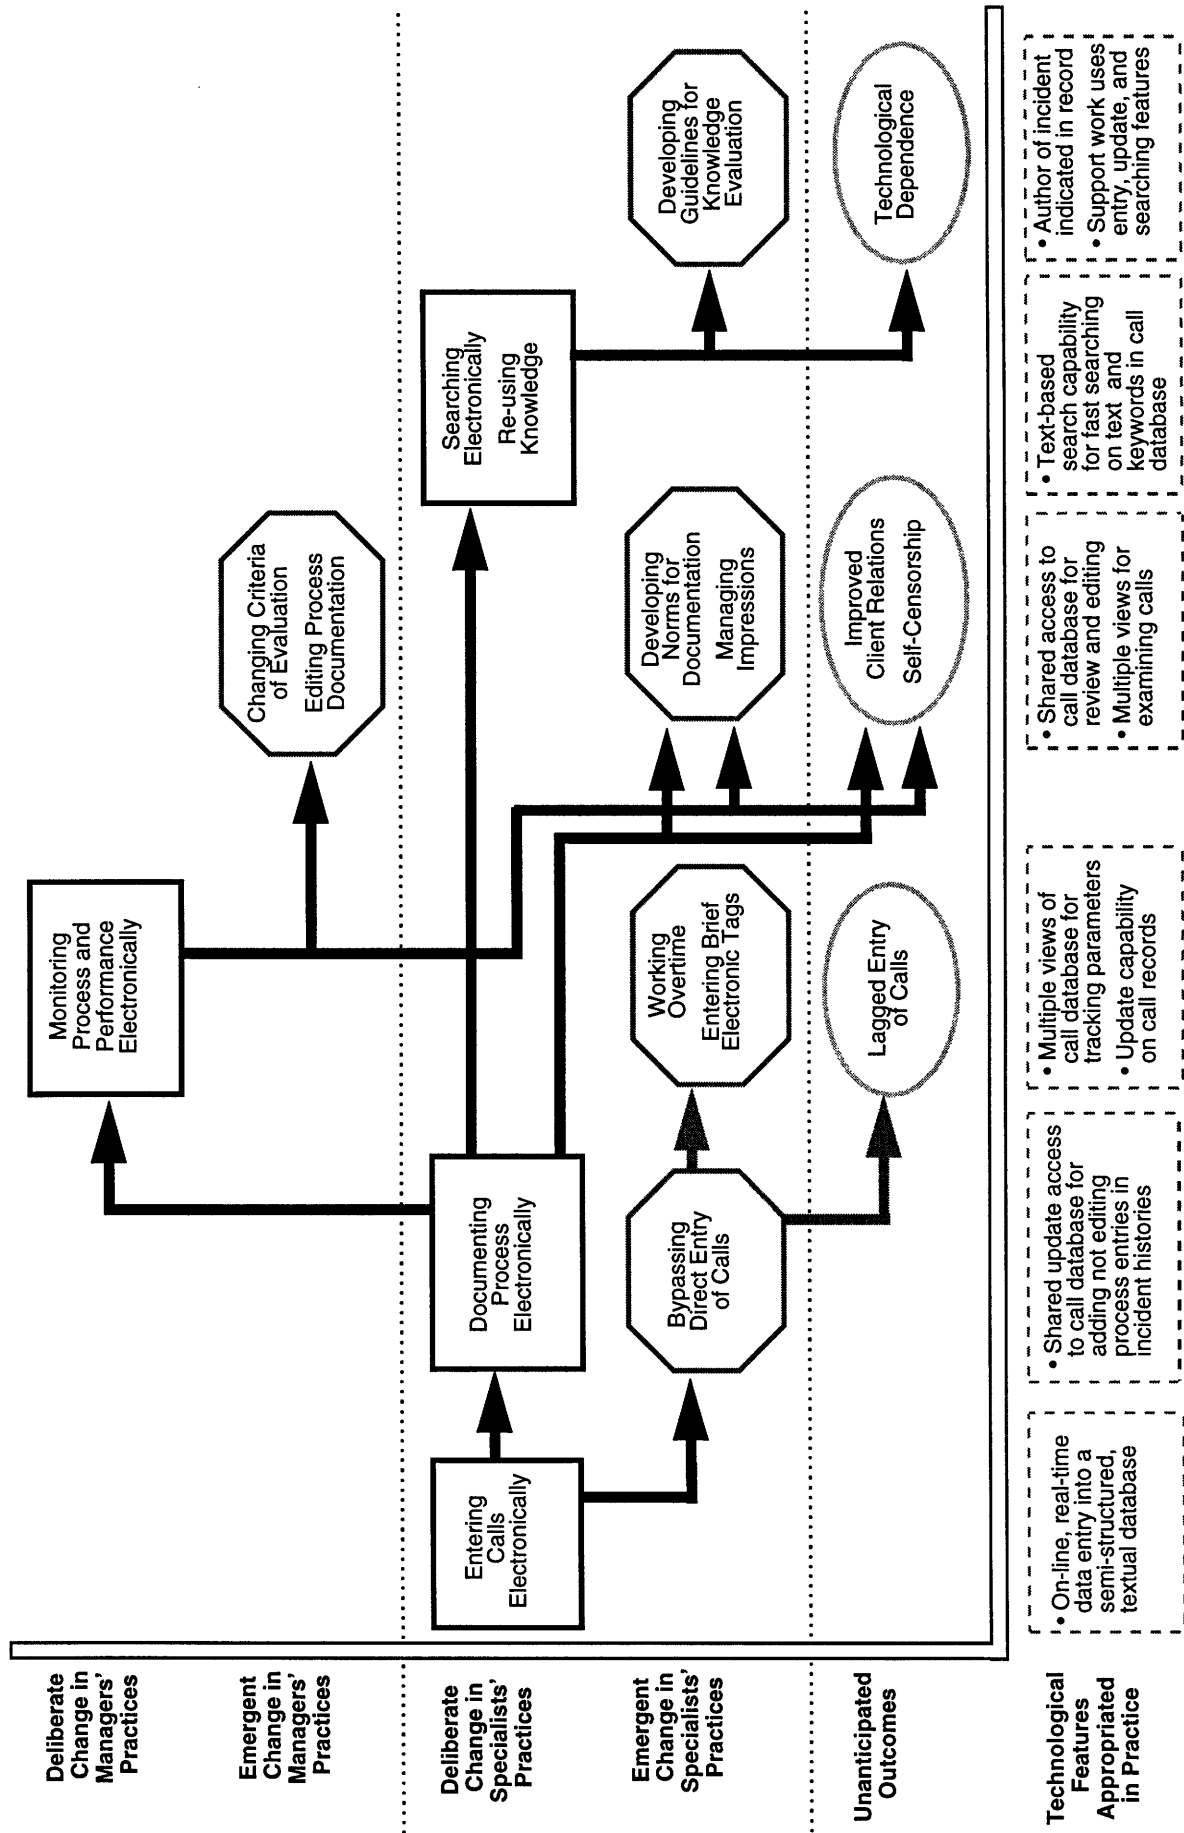 Deliberate
Change in
Managers'
Practices
Monitoring
Process and
Performance
Electronically
Emergent
Change in
Managers'
Practices
Changing Criteria
of Evaluation
Editing Process
Documentation
Deliberate
Change in
Specialists'
Practices
Entering
Calls
Electronically
Documenting
Process
Electronically
Searching
Electronically
Re-using
Knowledge
Emergent
Change in
Specialists'
Practices
Bypassing
Direct Entry
of Calls
Working
Overtime
Entering Brief
Electronic Tags
Developing
Norms for
Documentation
Managing
Impressions
Developing
Guidelines for
Knowledge
Evaluation
Unanticipated
Outcomes
Lagged Entry
of Calls
Improved
Client Relations
Self-Censorship
Technological
Dependence
Technological
Features
Appropriated
in Practice
• On-line, real-time
data entry into a
semi-structured,
textual database
• Shared update access
to call database for
adding not editing
process entries in
incident histories
• Multiple views of
call database for
tracking parameters
• Update capability
on call records
• Shared access to
call database for
review and editing
• Multiple views for
examining calls
• Text-based
search capability
for fast searching
on text and
keywords in call
database
• Author of incident
indicated in record
• Support work uses
entry, update, and
searching features